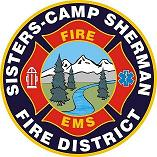 SISTERS-CAMP SHERMAN
FIRE
EMS
FIRE DISTRICT